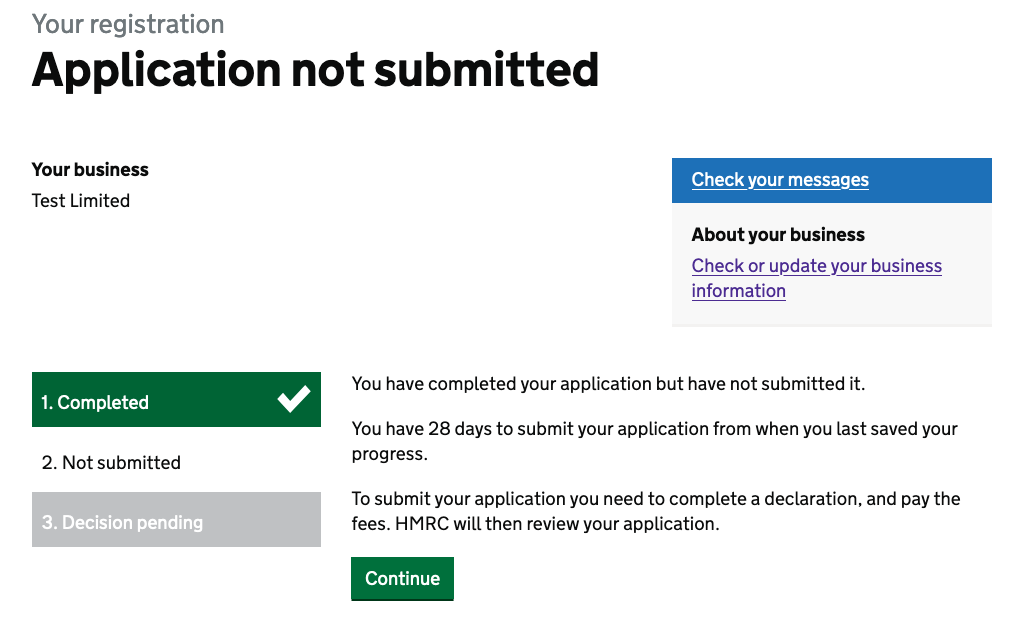 Your registration
Application not submitted
Your business
Test Limited
Check your messages
About your business
Check or update your business
information
1. Completed
2. Not submitted
3. Decision pending
You have completed your application but have not submitted it.
You have 28 days to submit your application from when you last saved your
progress.
To submit your application you need to complete a declaration, and pay the
fees. HMRC will then review your application.
Continue